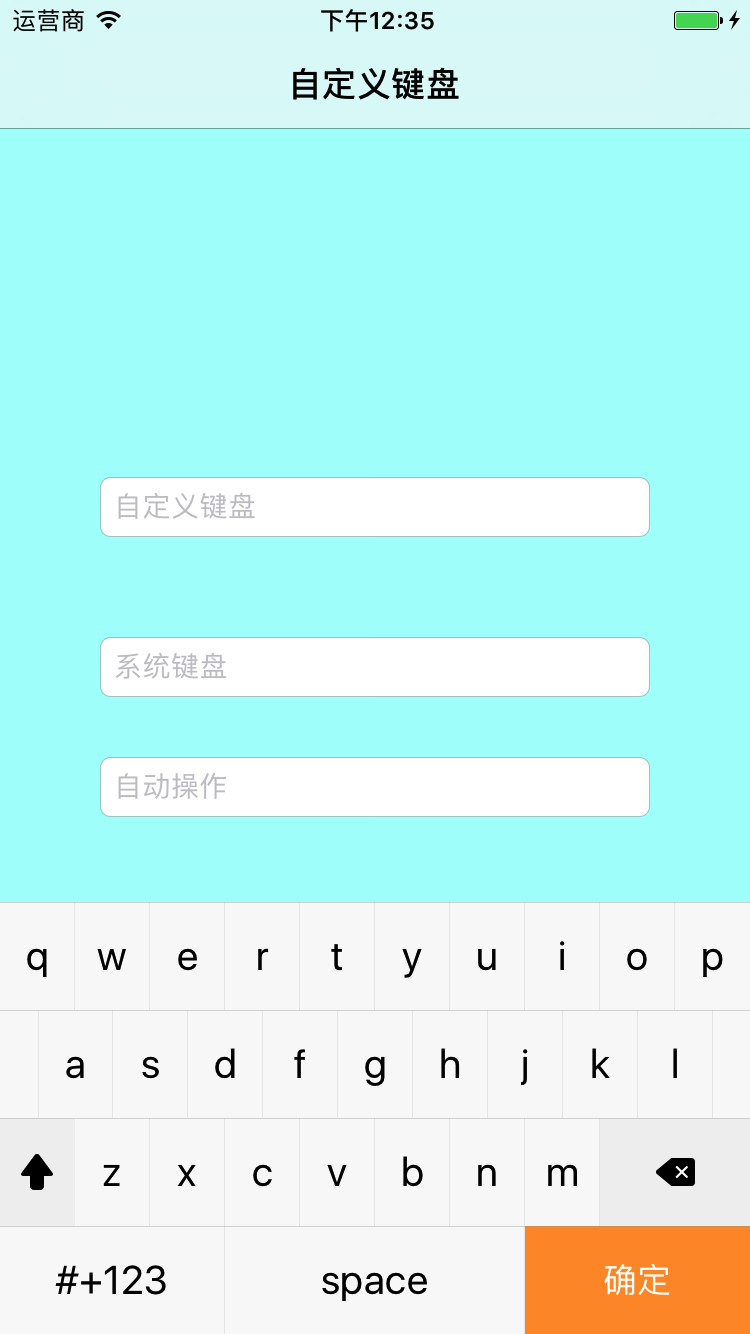 运营商 下午12:35
自定义键盘
自定义键盘
系统键盘
自动操作
q w e r t y u i o p
a s d f g h j k l
z x c v b n m
#+123 space 确定